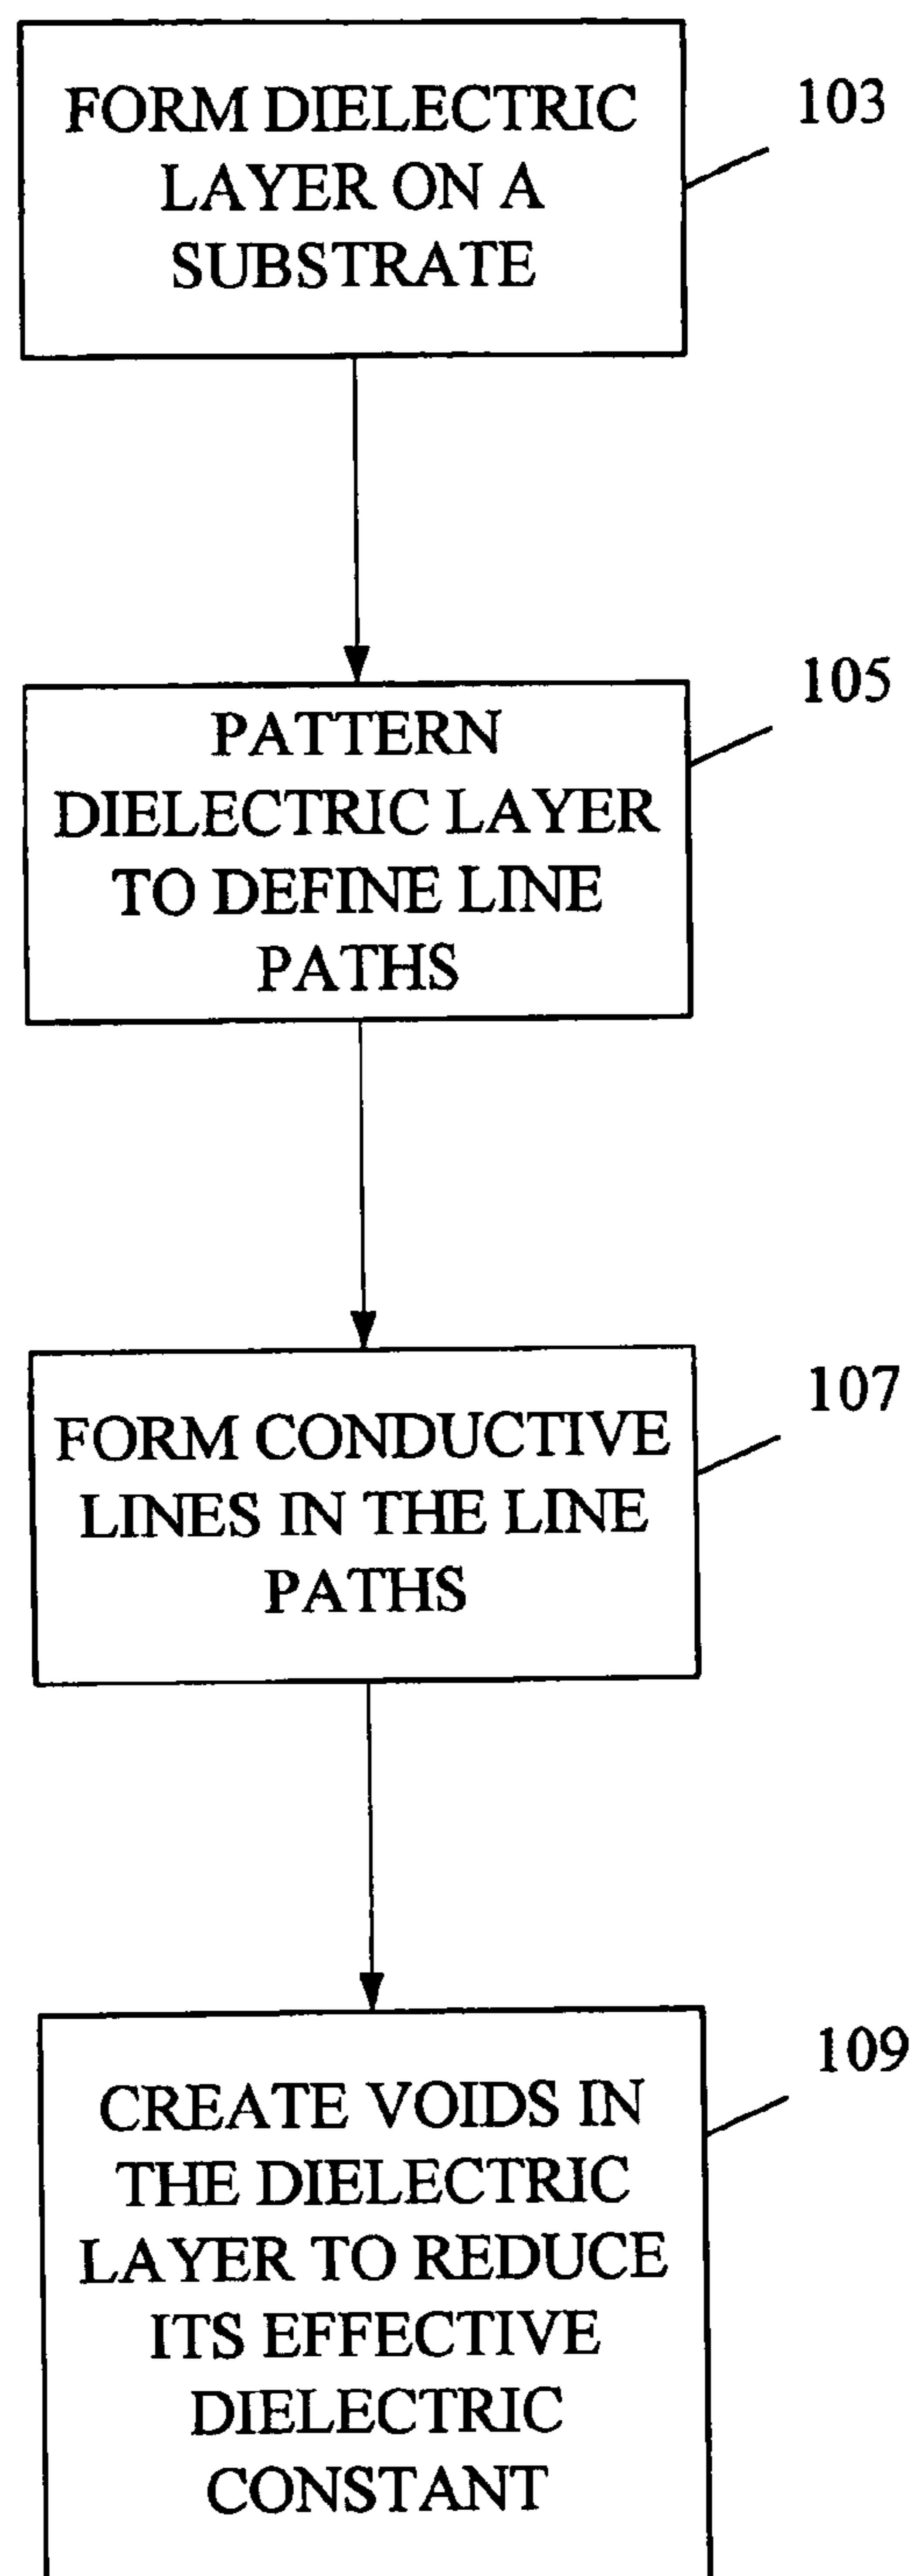 FORM DIELECTRIC
LAYER ON A
SUBSTRATE
103
PATTERN
DIELECTRIC LAYER
TO DEFINE LINE
PATHS
105
FORM CONDUCTIVE
LINES IN THE LINE
PATHS
107
CREATE VOIDS IN
THE DIELECTRIC
LAYER TO REDUCE
ITS EFFECTIVE
DIELECTRIC
CONSTANT
109